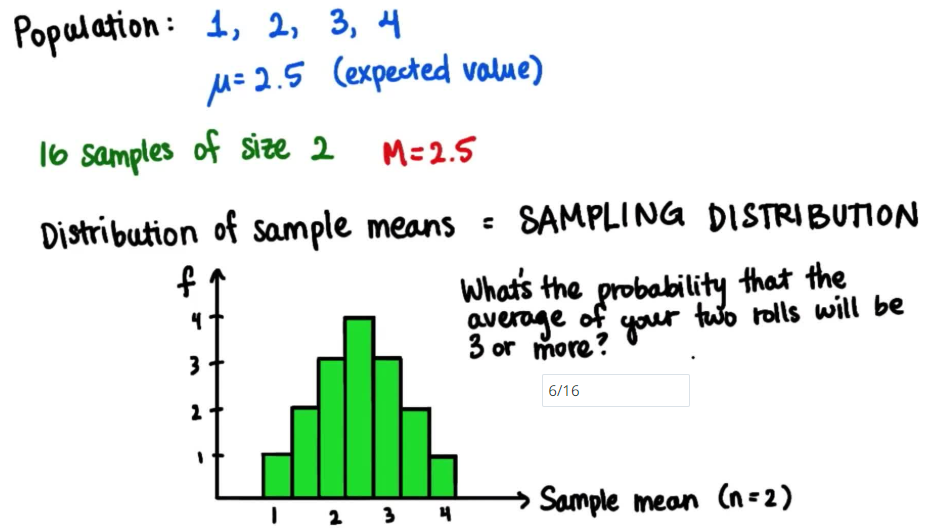 Population: 1, 2, 3, 4
μ=2.5 (expected value)
16 samples of size 2 M=2.5
Distribution of sample means = SAMPLING DISTRIBUTION
f
4
3
2
1
What's the probability that the
average of your two rolls will be
3 or more?
6/16
1 2 3 4
Sample mean (n=2)